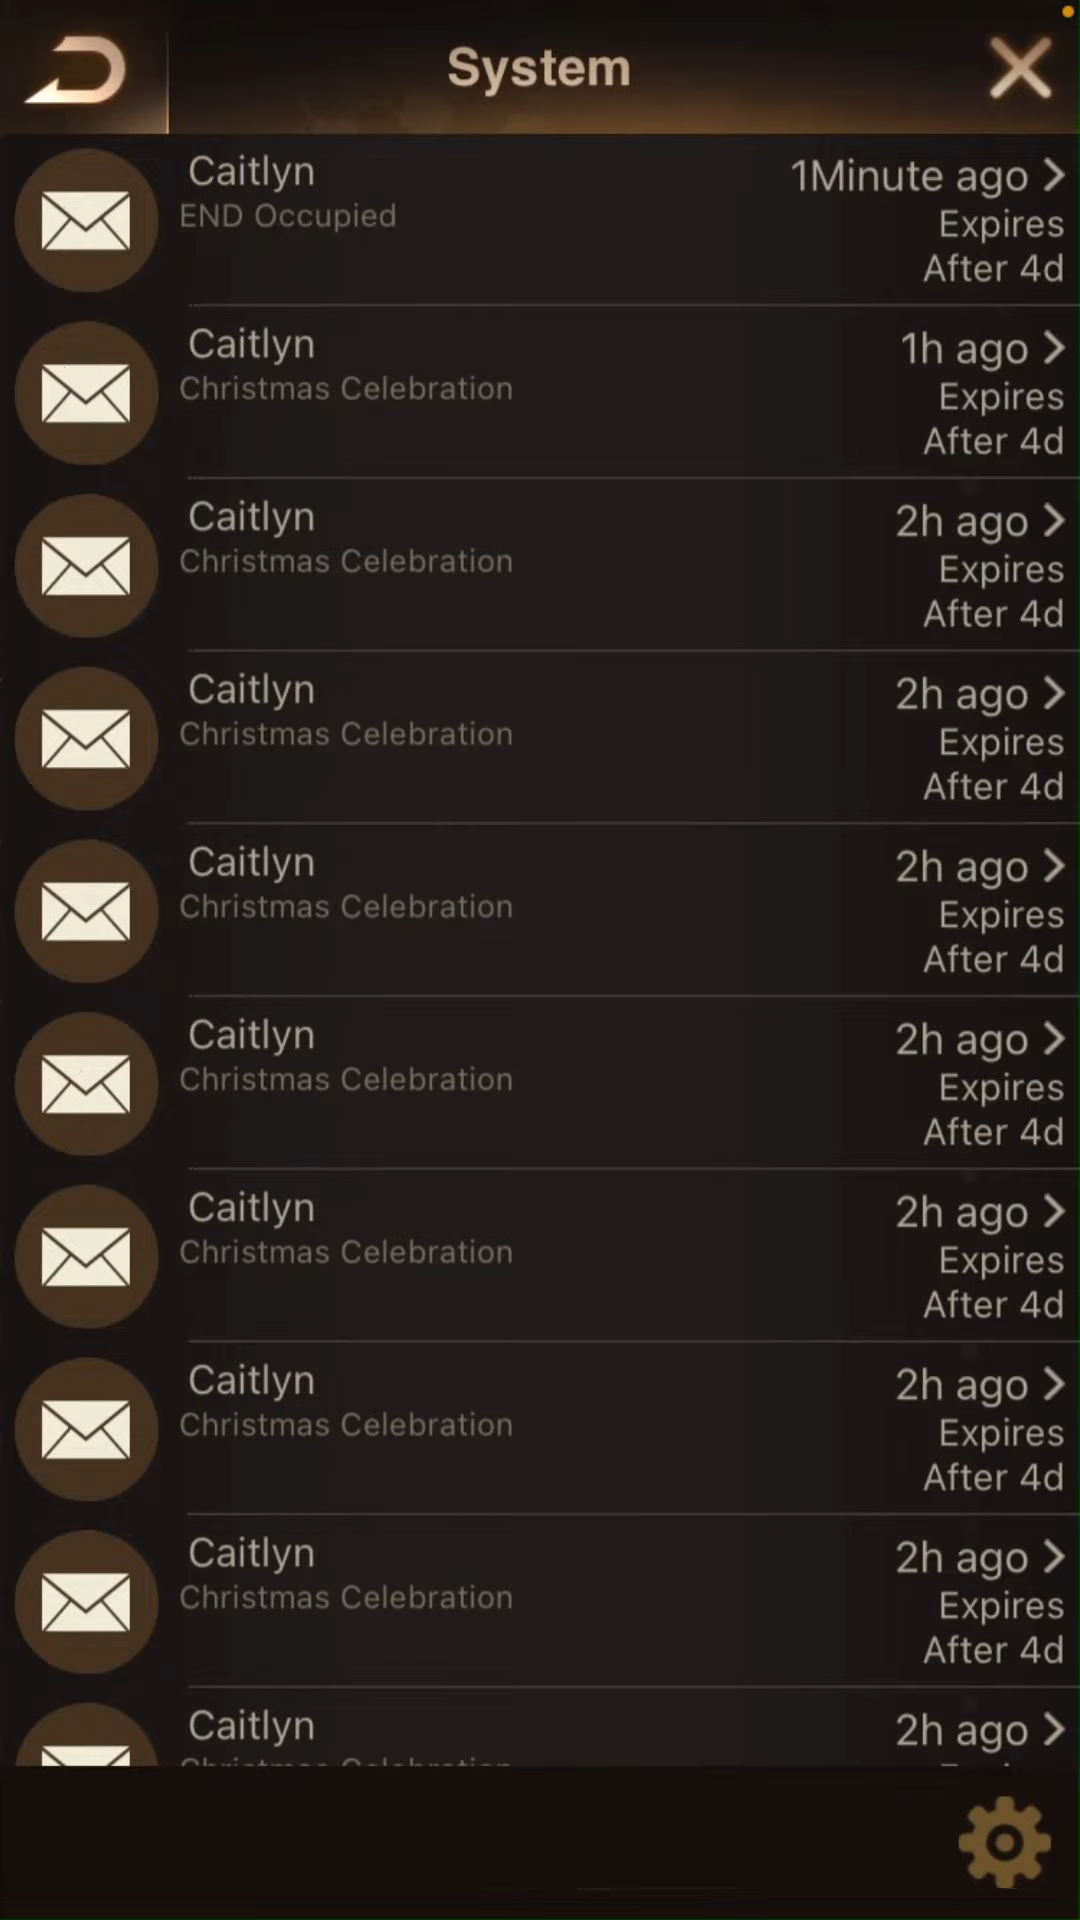 System
Caitlyn
END Occupied
1Minute ago
Expires
After 4d
Caitlyn
Christmas Celebration
1h ago
Expires
After 4d
Caitlyn
Christmas Celebration
2h ago
Expires
After 4d
Caitlyn
Christmas Celebration
2h ago
Expires
After 4d
Caitlyn
Christmas Celebration
2h ago
Expires
After 4d
Caitlyn
Christmas Celebration
2h ago
Expires
After 4d
Caitlyn
Christmas Celebration
2h ago
Expires
After 4d
Caitlyn
Christmas Celebration
2h ago
Expires
After 4d
Caitlyn
Christmas Celebration
2h ago
Expires
After 4d
Caitlyn
2h ago